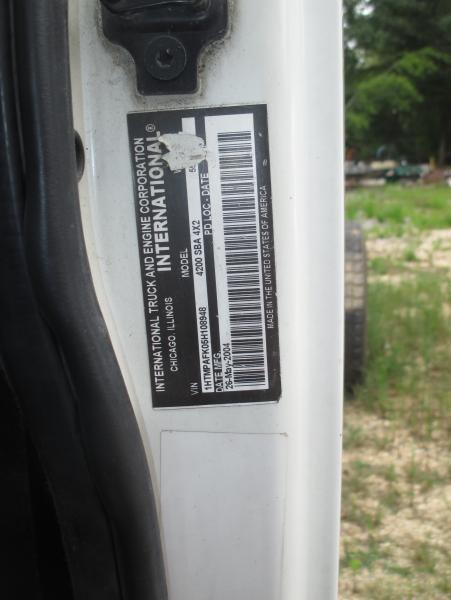 INTERNATIONAL TRUCK AND ENGINE CORPORATION
INTERNATIONAL®
CHICAGO, ILLINOIS
MODEL
4200 SBA 4X2
PDI LOC - DATE
VIN
1HTMPAFK05H108948
DATE MFG
26-May-2004
MADE IN THE UNITED STATES OF AMERICA